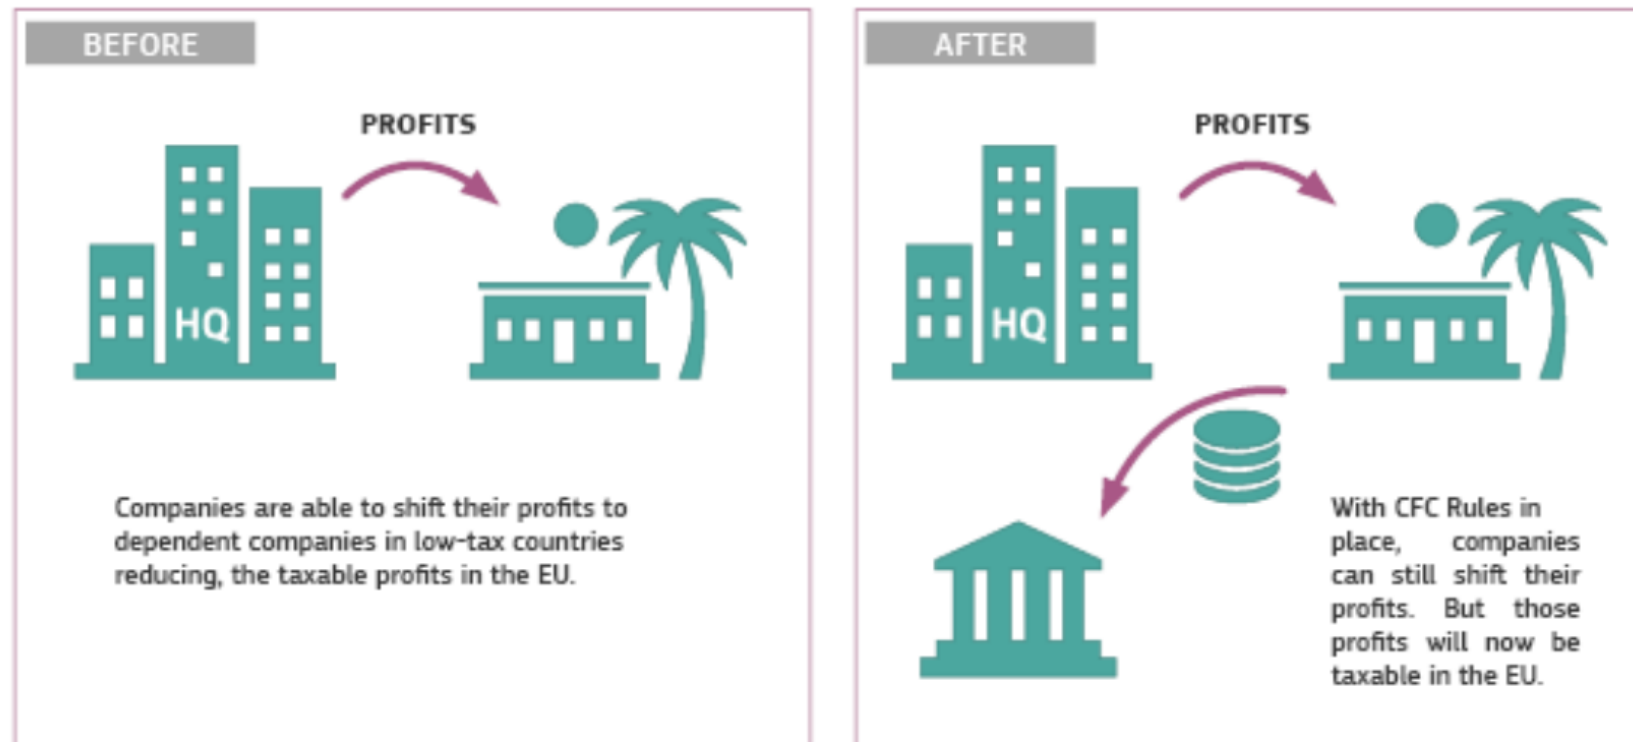 BEFORE
PROFITS
HQ
Companies are able to shift their profits to
dependent companies in low-tax countries
reducing, the taxable profits in the EU.
AFTER
PROFITS
HQ
With CFC Rules in
place, companies
can still shift their
profits. But those
profits will now be
taxable in the EU.